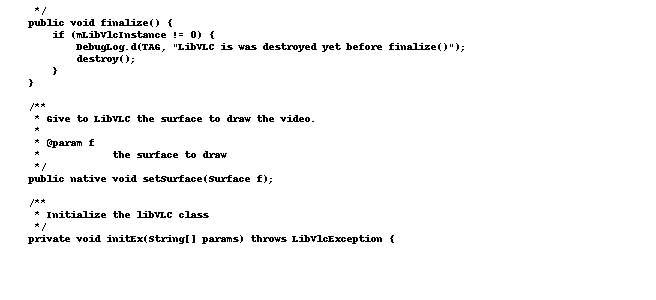 */
public void finalize() {
if (mLibVlcInstance != 0) {
DebugLog.d(TAG, "LibVLC is was destroyed yet before finalize()");
destroy();
}
}
/**
* Give to LibVLC the surface to draw the video.
*
* @param f
* the surface to draw
*/
public native void setSurface(Surface f);
/**
* Initialize the libVLC class
*/
private void initEx(String[] params) throws LibVlcException {